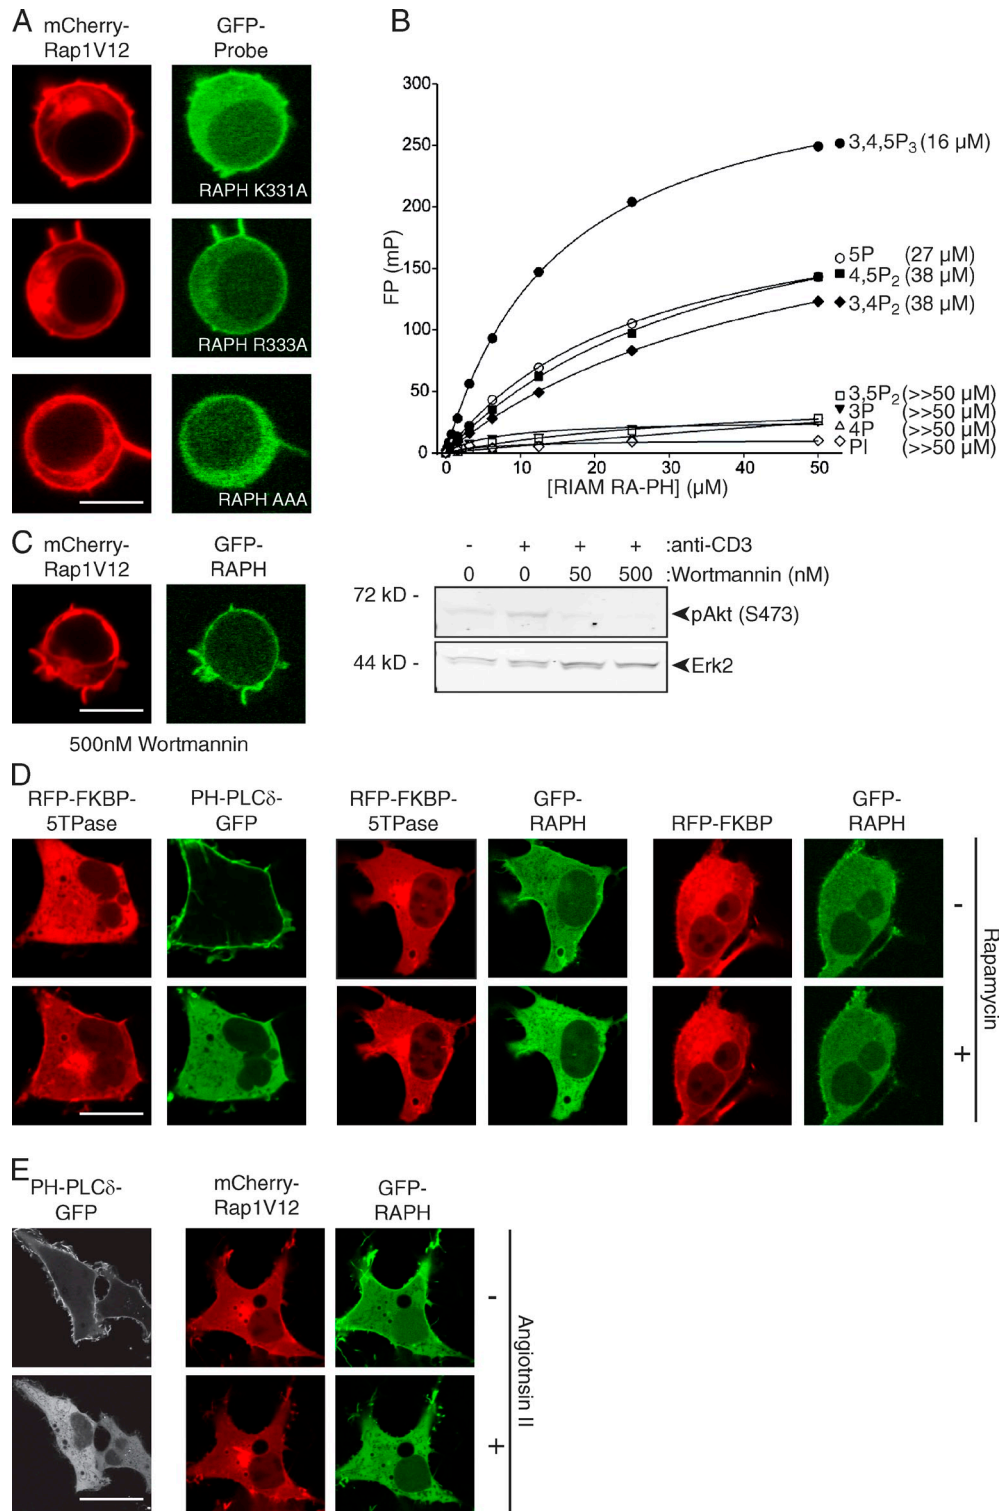 A
mCherry-
Rap1V12
GFP-
Probe
RAPH K331A
RAPH R333A
RAPH AAA
B
FP (mP)
300
250
200
150
100
50
0
0
10
20
30
40
50
[RIAM RA-PH] (µM)
3,4,5P3 (16 µM)
5P (27 µM)
4,5P2 (38 µM)
3,4P2 (38 µM)
3,5P2 (>>50 µM)
3P (>>50 µM)
4P (>>50 µM)
PI (>>50 µM)
C
mCherry-
Rap1V12
GFP-
RAPH
500nM Wortmannin
- + + + :anti-CD3
0 0 50 500 :Wortmannin (nM)
72 kD -
pAkt (S473)
44 kD -
Erk2
D
RFP-FKBP-
5TPase
PH-PLCδ-
GFP
RFP-FKBP-
5TPase
GFP-
RAPH
RFP-FKBP
GFP-
RAPH
-
+
Rapamycin
E
PH-PLCδ-
GFP
mCherry-
Rap1V12
GFP-
RAPH
-
+
Angiotnsin II